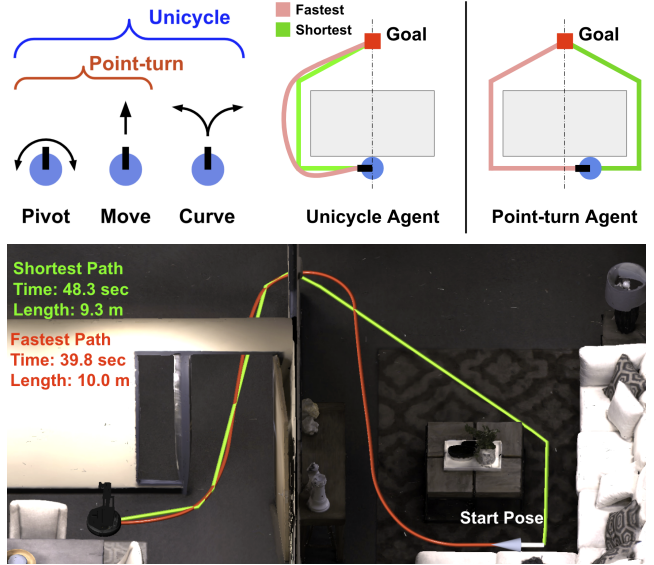 Unicycle
Point-turn
Pivot
Move
Curve
Fastest
Shortest
Goal
Unicycle Agent
Goal
Point-turn Agent
Shortest Path
Time: 48.3 sec
Length: 9.3 m
Fastest Path
Time: 39.8 sec
Length: 10.0 m
Start Pose